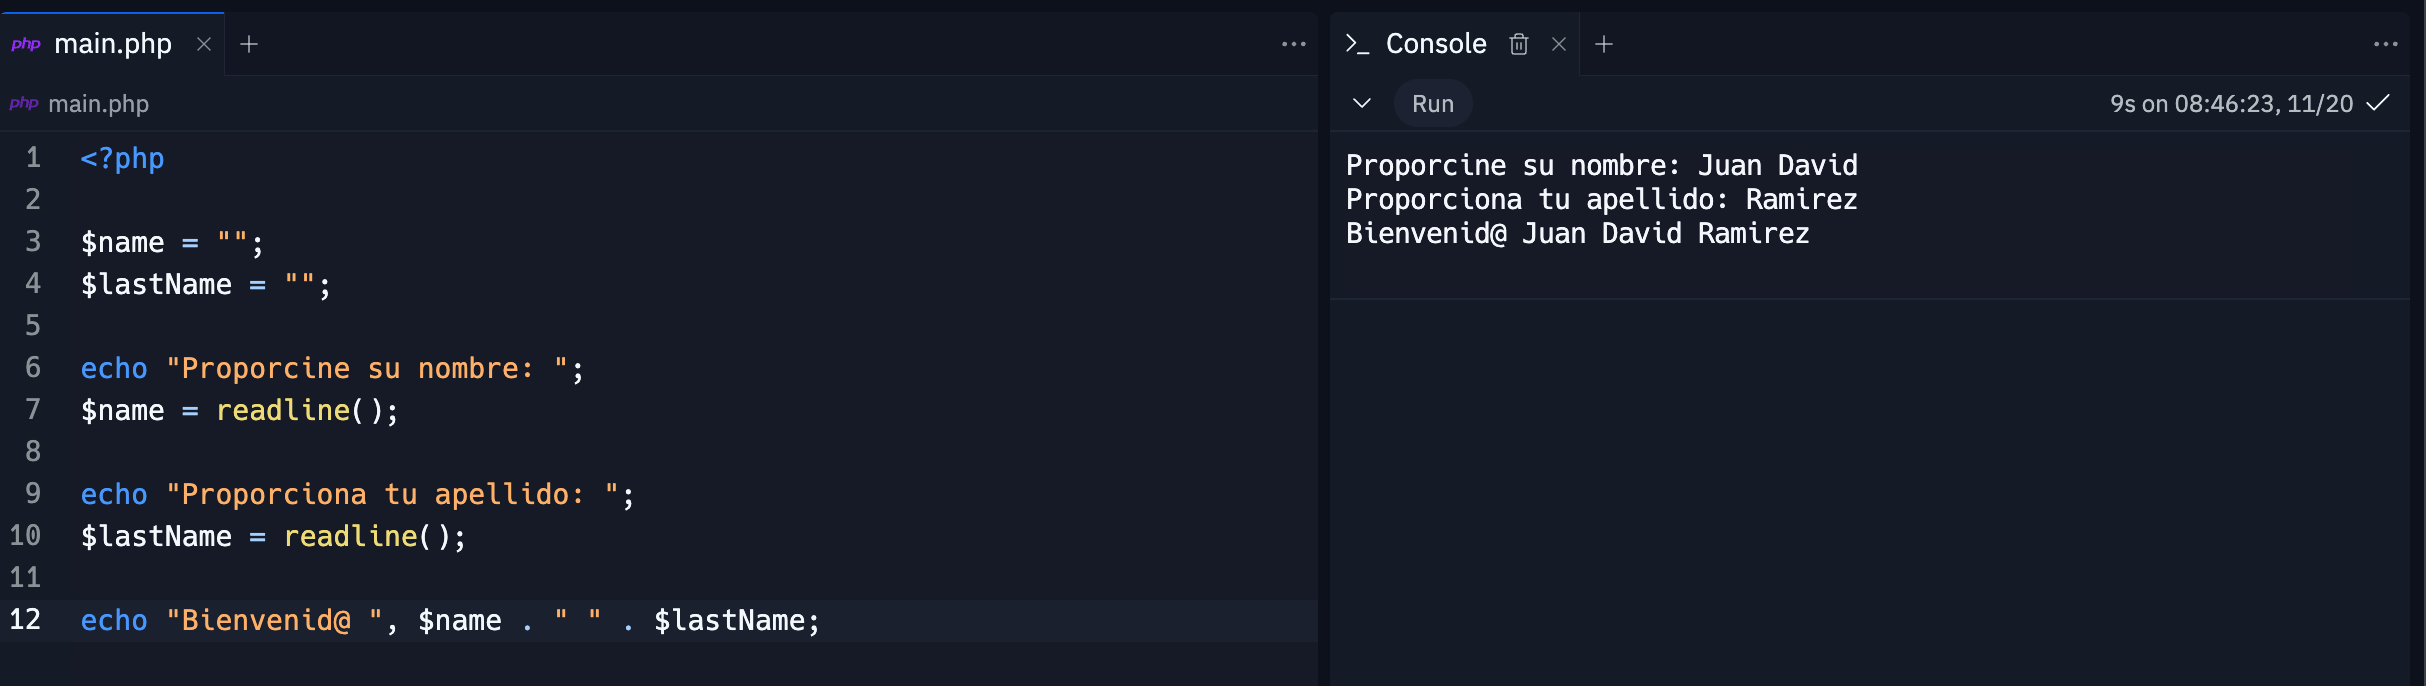 php main.php
php main.php
1 <?php
2
3 $name = "";
4 $lastName = "";
5
6 echo "Proporcine su nombre: ";
7 $name = readline();
8
9 echo "Proporciona tu apellido: ";
10 $lastName = readline();
11
12 echo "Bienvenid@ ", $name . " " . $lastName;
Console
Run 9s on 08:46:23, 11/20
Proporcine su nombre: Juan David
Proporciona tu apellido: Ramirez
Bienvenid@ Juan David Ramirez